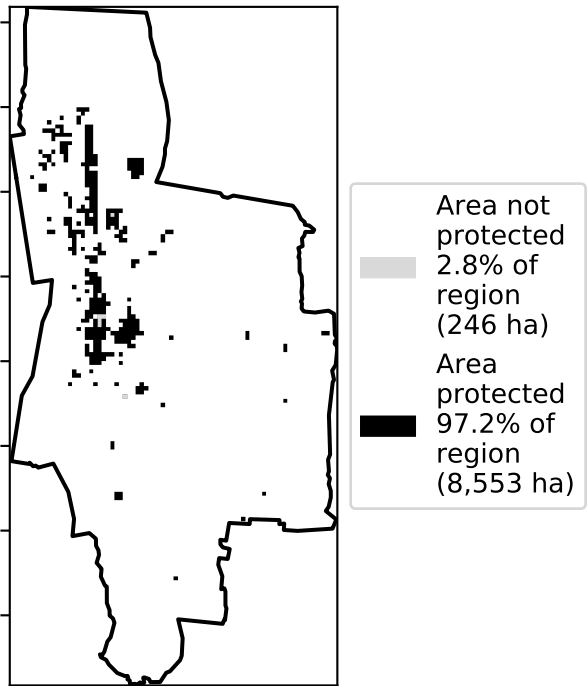 Area not
protected
2.8% of
region
(246 ha)
Area
protected
97.2% of
region
(8,553 ha)